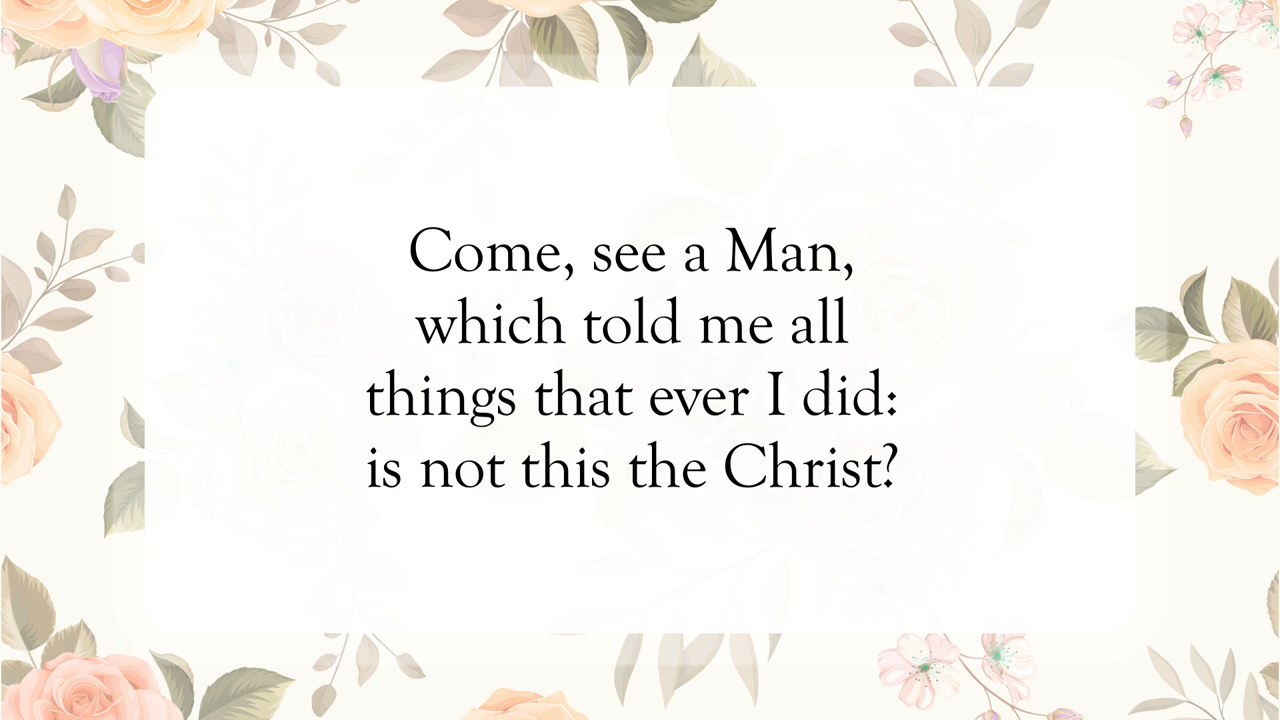 Come, see a Man,
which told me all
things that ever I did:
is not this the Christ?